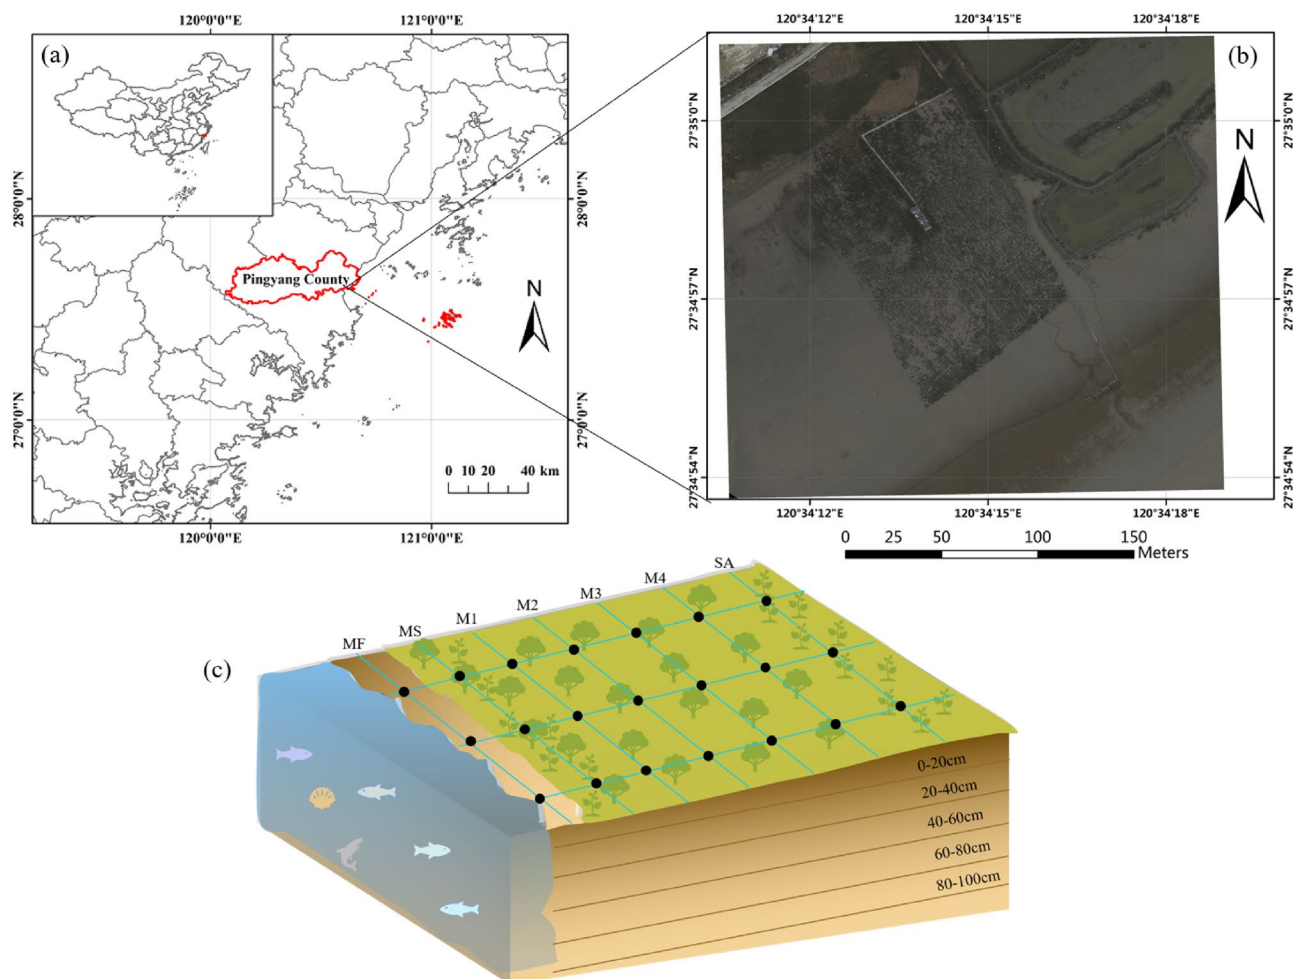 120°0'0"E
121°0'0"E
(a)
28°0'0"N
28°0'0"N
Pingyang County
N
27°0'0"N
27°0'0"N
0 10 20 40 km
120°0'0"E
121°0'0"E
120°34'12"E
120°34'15"E
120°34'18"E
(b)
27°35'0"N
27°35'0"N
N
27°34'57"N
27°34'57"N
27°34'54"N
27°34'54"N
120°34'12"E
120°34'15"E
120°34'18"E
0 25 50 100 150
Meters
(c)
MF
MS
M1
M2
M3
M4
SA
0-20cm
20-40cm
40-60cm
60-80cm
80-100cm